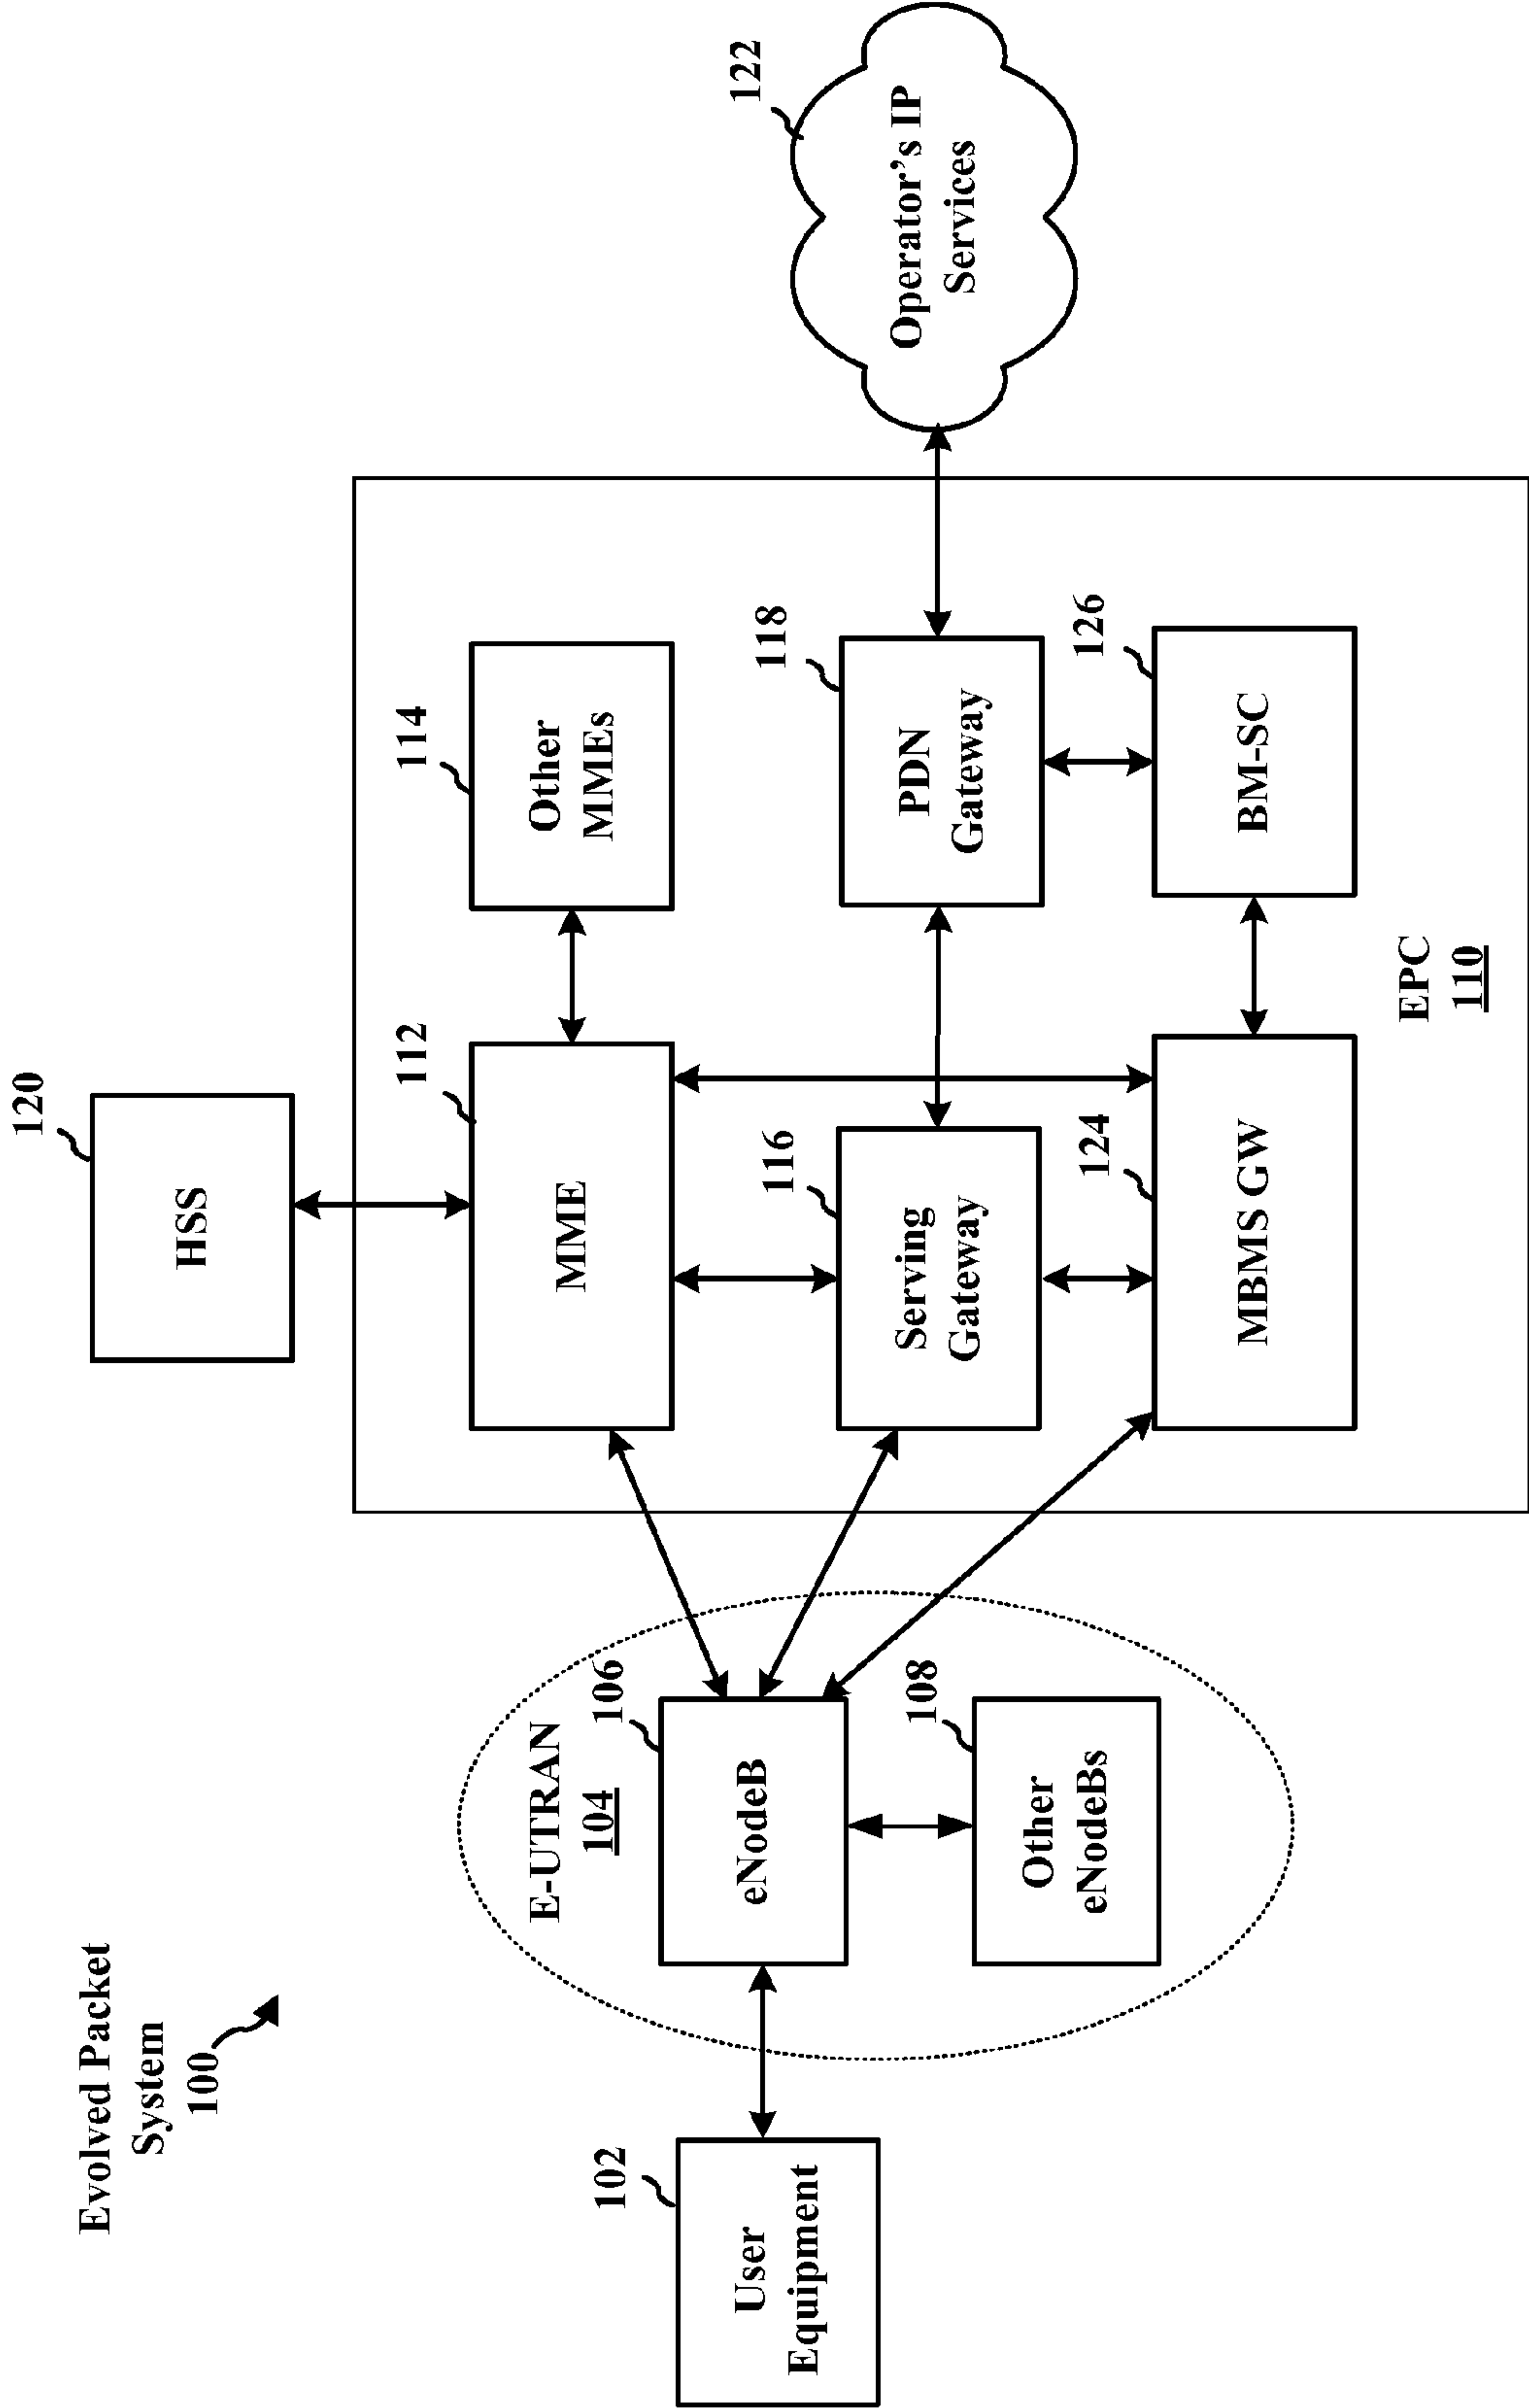 Evolved Packet
System
100
102
User
Equipment
E-UTRAN
104
106
eNodeB
108
Other
eNodeBs
120
HSS
112
MME
114
Other
MMEs
116
Serving
Gateway
118
PDN
Gateway
124
MBMS GW
126
BM-SC
EPC
110
122
Operator's IP
Services